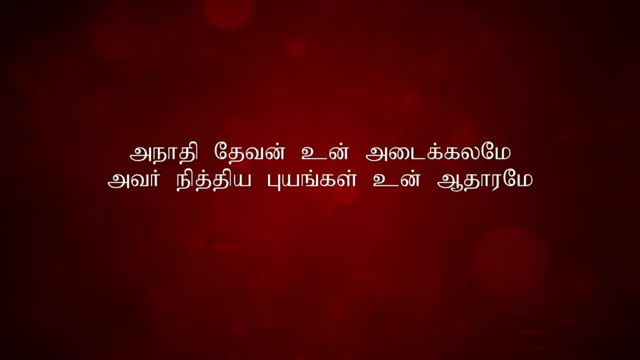 அநாதி தேவன் உன் அடைக்கலமே
அவர் நித்திய புயங்கள் உன் ஆதாரமே